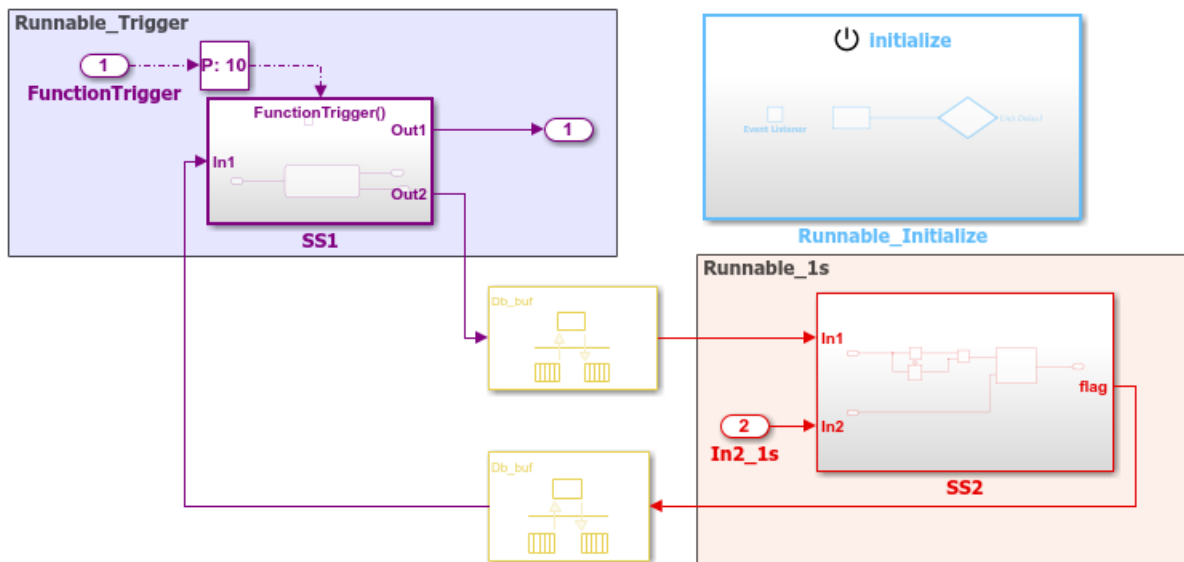 Runnable_Trigger
1
FunctionTrigger
P: 10
FunctionTrigger()
Out1
1
In1
Out2
SS1
initialize
Event Listener
Runnable_Initialize
Db_buf
Runnable_1s
In1
flag
2
In2
In2_1s
SS2
Db_buf